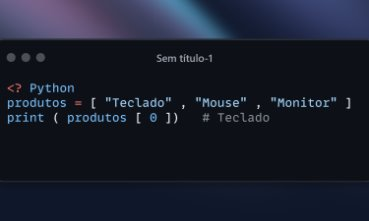 Sem título-1
<? Python
produtos = [ "Teclado" , "Mouse" , "Monitor" ]
print ( produtos [ 0 ])   # Teclado